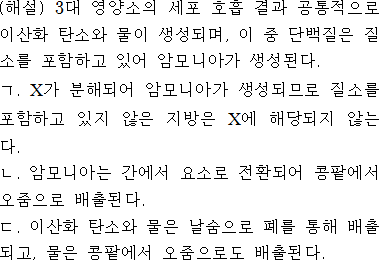 (해설) 3대 영양소의 세포 호흡 결과 공통적으로
이산화 탄소와 물이 생성되며, 이 중 단백질은 질
소를 포함하고 있어 암모니아가 생성된다.
ㄱ. X가 분해되어 암모니아가 생성되므로 질소를
포함하고 있지 않은 지방은 X에 해당되지 않는
다.
ㄴ. 암모니아는 간에서 요소로 전환되어 콩팥에서
오줌으로 배출된다.
ㄷ. 이산화 탄소와 물은 날숨으로 폐를 통해 배출
되고, 물은 콩팥에서 오줌으로도 배출된다.